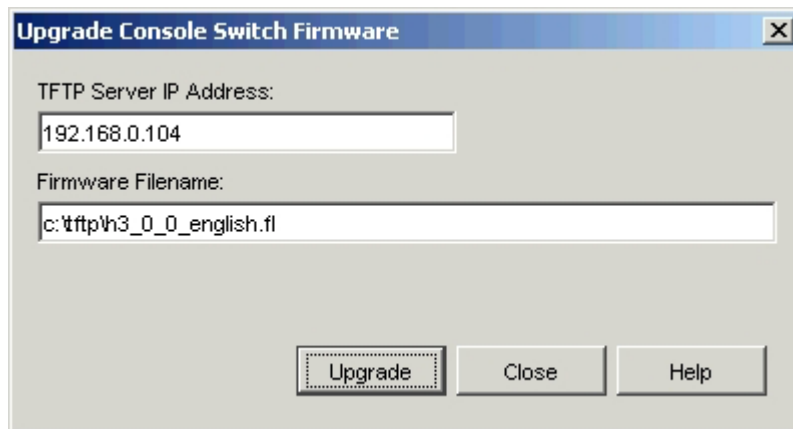 Upgrade Console Switch Firmware
TFTP Server IP Address:
192.168.0.104
Firmware Filename:
c:\tftp\h3_0_0_english.fl
Upgrade Close Help